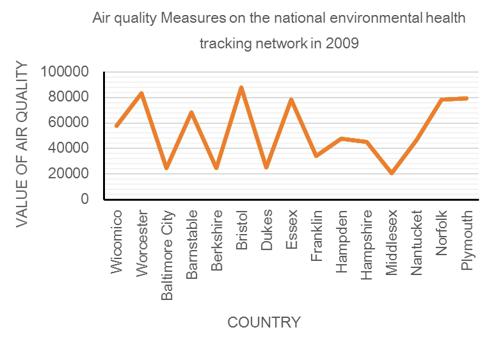 Air quality Measures on the national environmental health
tracking network in 2009
VALUE OF AIR QUALITY
100000
80000
60000
40000
20000
0
Wicomico
Worcester
Baltimore City
Barnstable
Berkshire
Bristol
Dukes
Essex
Franklin
Hampden
Hampshire
Middlesex
Nantucket
Norfolk
Plymouth
COUNTRY